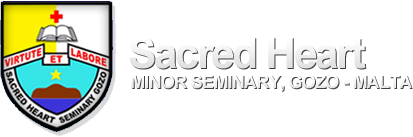 VIRTUTE ET LABORE
SACRED HEART SEMINARY GOZO
Sacred Heart
MINOR SEMINARY, GOZO - MALTA